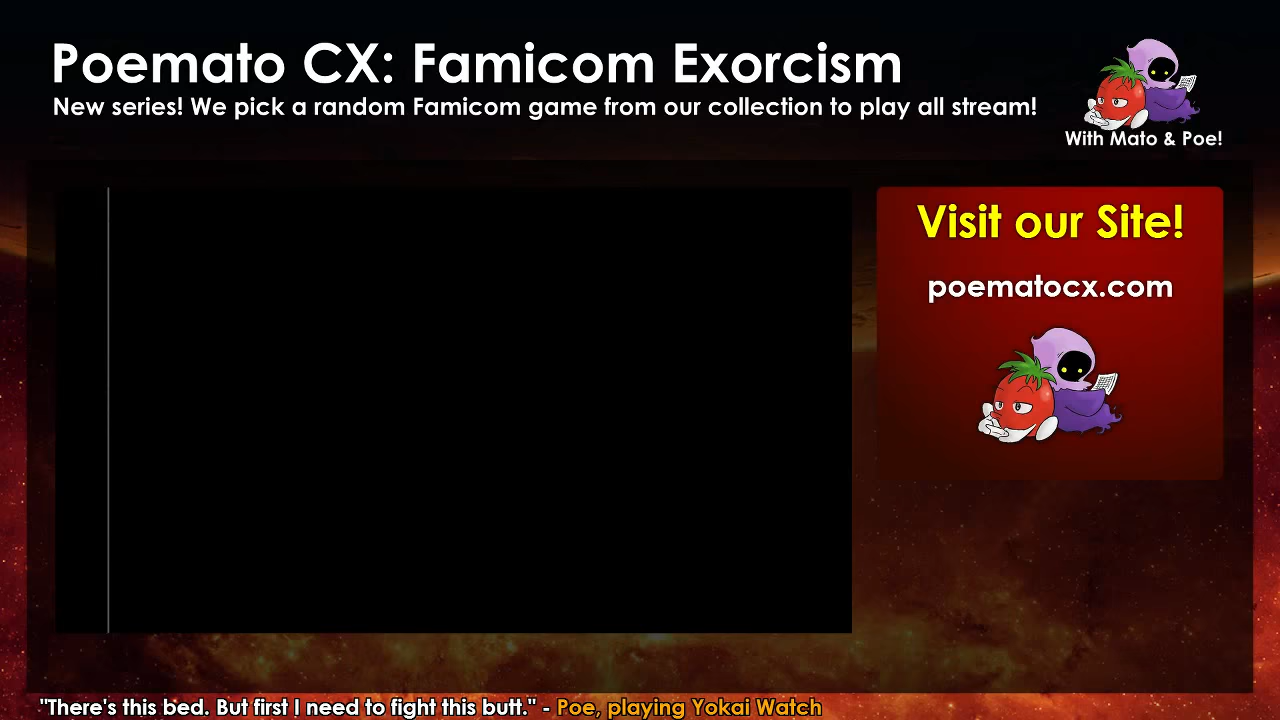 Poemato CX: Famicom Exorcism
New series! We pick a random Famicom game from our collection to play all stream!
With Mato & Poe!
Visit our Site!
poematocx.com
"There's this bed. But first I need to fight this butt." - Poe, playing Yokai Watch